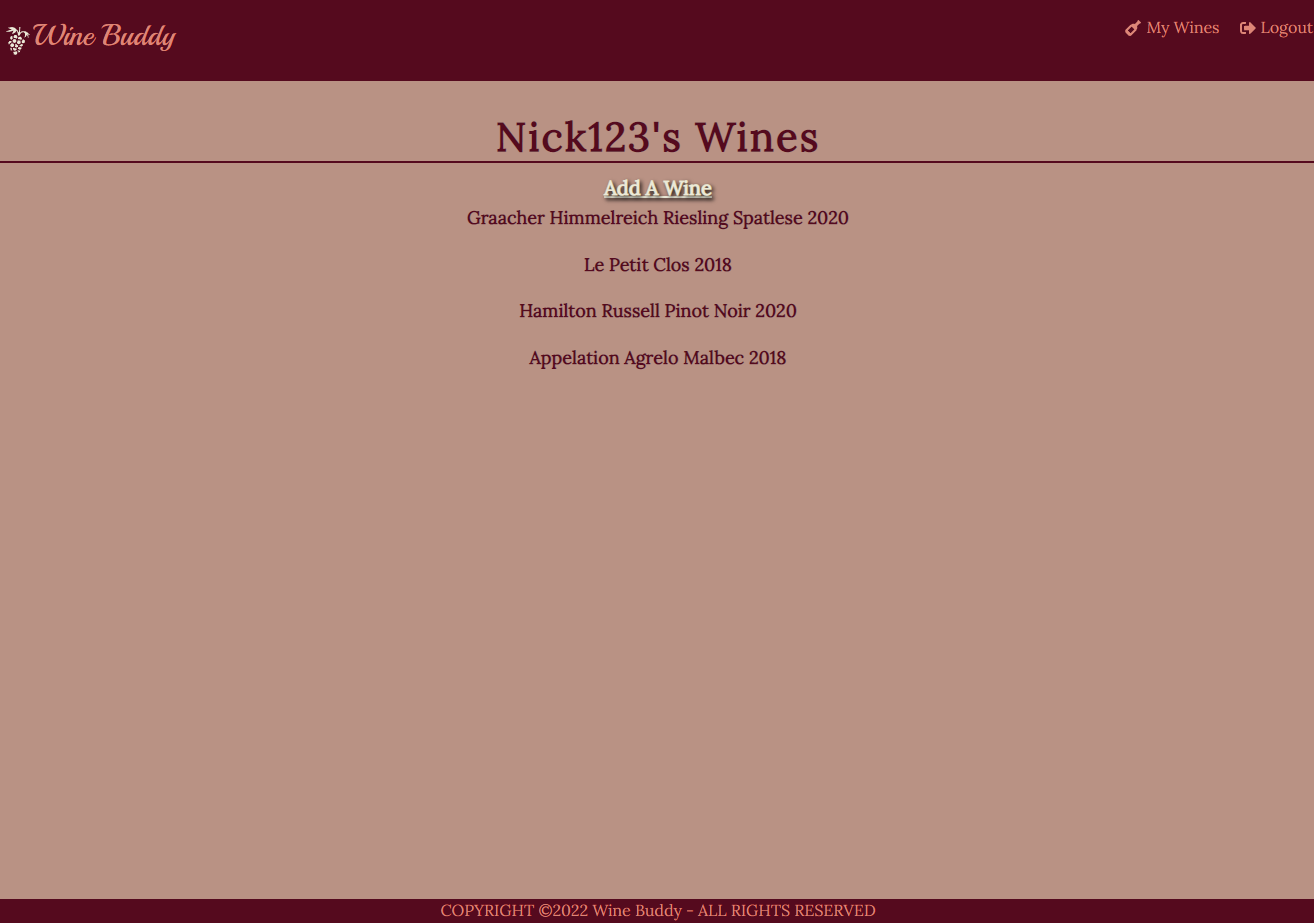 Wine Buddy
My Wines Logout
Nick123's Wines
Add A Wine
Graacher Himmelreich Riesling Spatlese 2020
Le Petit Clos 2018
Hamilton Russell Pinot Noir 2020
Appelation Agrelo Malbec 2018
COPYRIGHT ©2022 Wine Buddy - ALL RIGHTS RESERVED